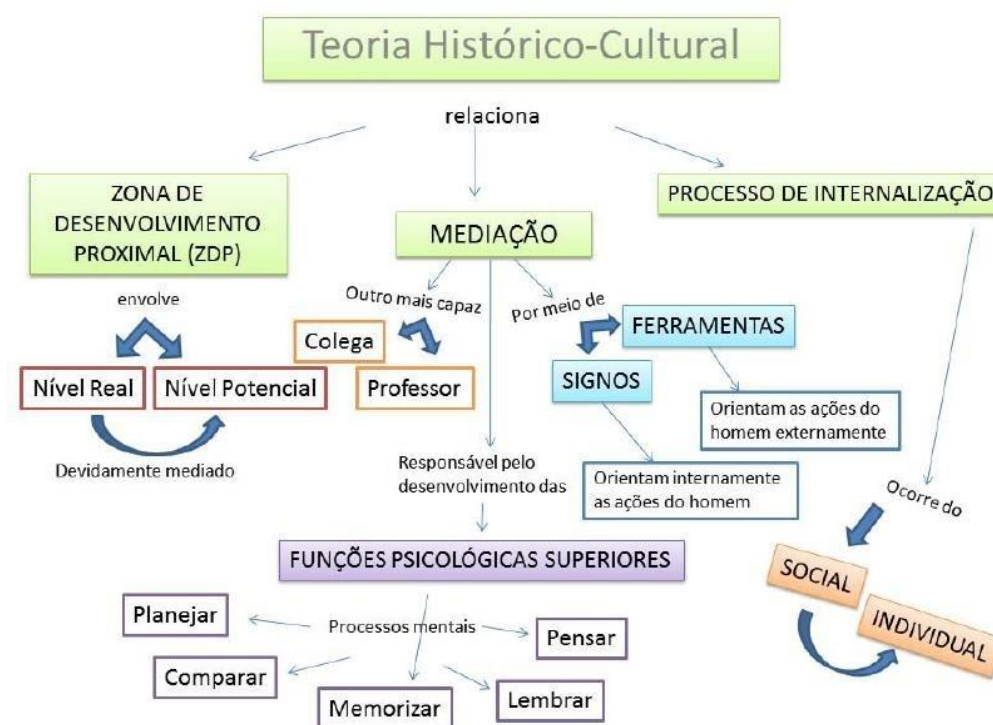 Teoria Histórico-Cultural
relaciona
ZONA DE
DESENVOLVIMENTO
PROXIMAL (ZDP)
envolve
Nível Real
Nível Potencial
Devidamente mediado
MEDIAÇÃO
Outro mais capaz
Colega
Professor
Por meio de
FERRAMENTAS
SIGNOS
Orientam as ações do
homem externamente
Orientam internamente
as ações do homem
Responsável pelo
desenvolvimento das
FUNÇÕES PSICOLÓGICAS SUPERIORES
Processos mentais
Planejar
Comparar
Memorizar
Lembrar
Pensar
PROCESSO DE INTERNALIZAÇÃO
Ocorre do
SOCIAL
INDIVIDUAL